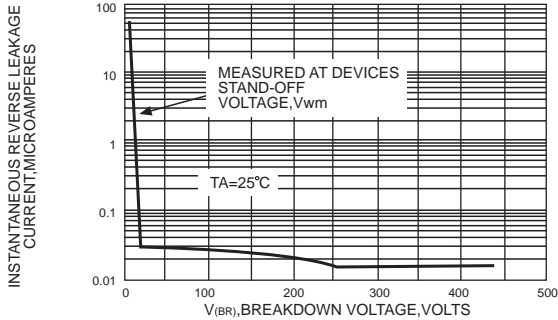 INSTANTANEOUS REVERSE LEAKAGE
CURRENT,MICROAMPERES
100
10
1
0.1
0.01
MEASURED AT DEVICES
STAND-OFF
VOLTAGE,Vwm
TA=25°C
0 100 200 300 400 500
V(BR),BREAKDOWN VOLTAGE,VOLTS